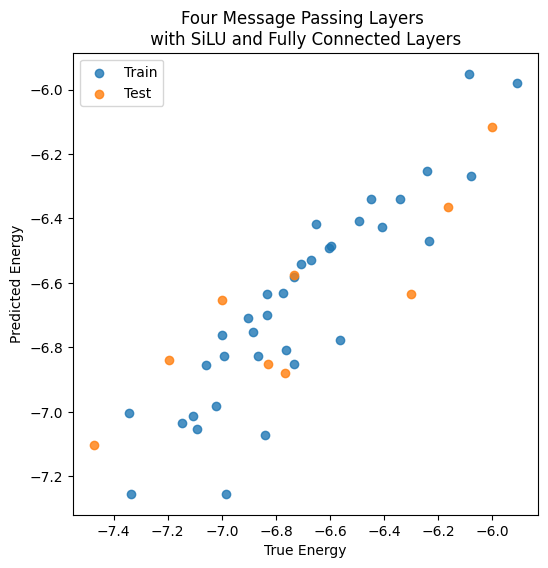 Four Message Passing Layers
with SiLU and Fully Connected Layers
Train
Test
Predicted Energy
−6.0
−6.2
−6.4
−6.6
−6.8
−7.0
−7.2
−7.4 −7.2 −7.0 −6.8 −6.6 −6.4 −6.2 −6.0
True Energy